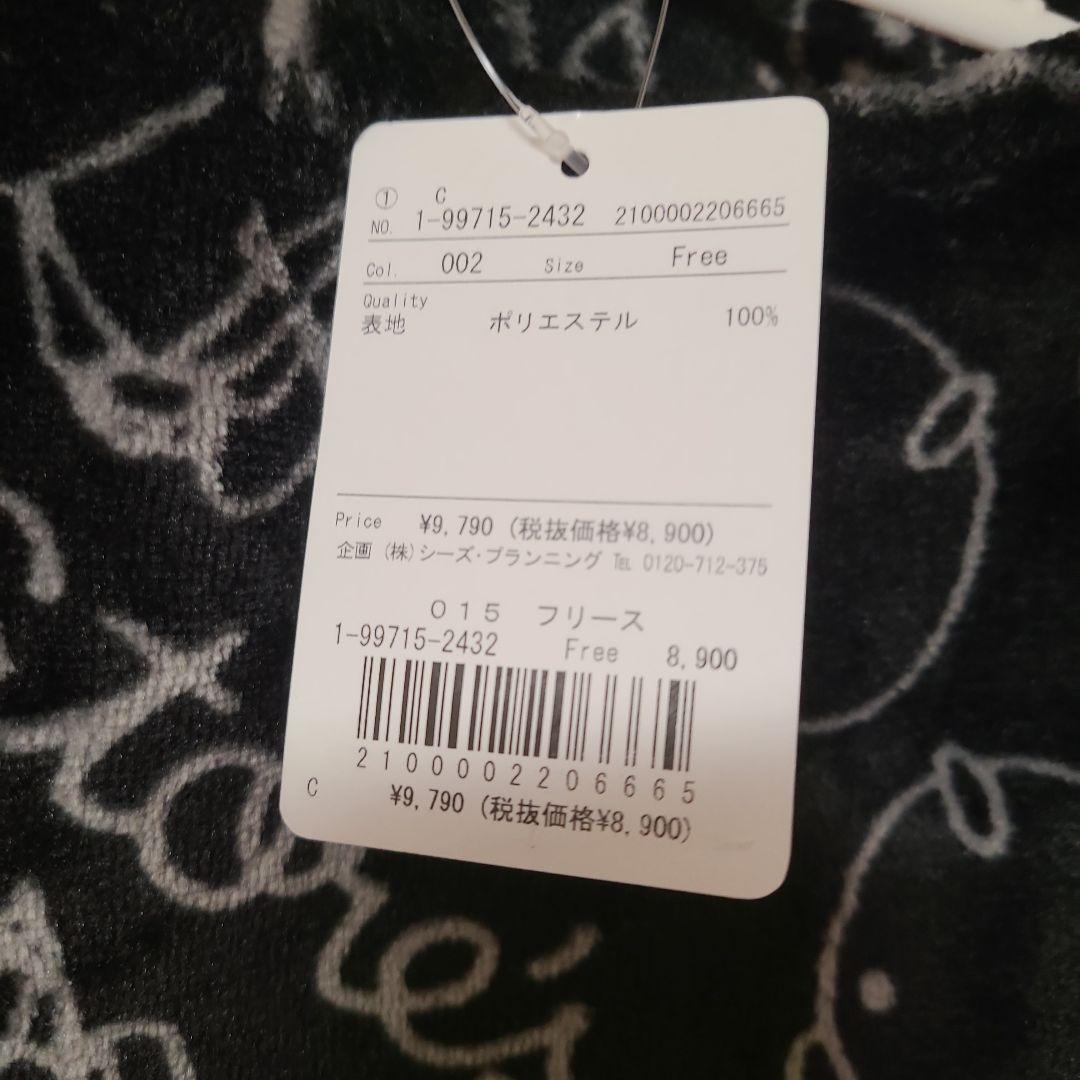 ① C
NO. 1-99715-2432 2100002206665
Col. 002 Size Free
Quality
表地 ポリエステル 100%
Price ¥9,790 (税抜価格¥8,900)
企画 (株)シーズ・プランニング ℡ 0120-712-375
015 フリース
1-99715-2432 Free 8,900
2100002206665
C ¥9,790 (税抜価格¥8,900)